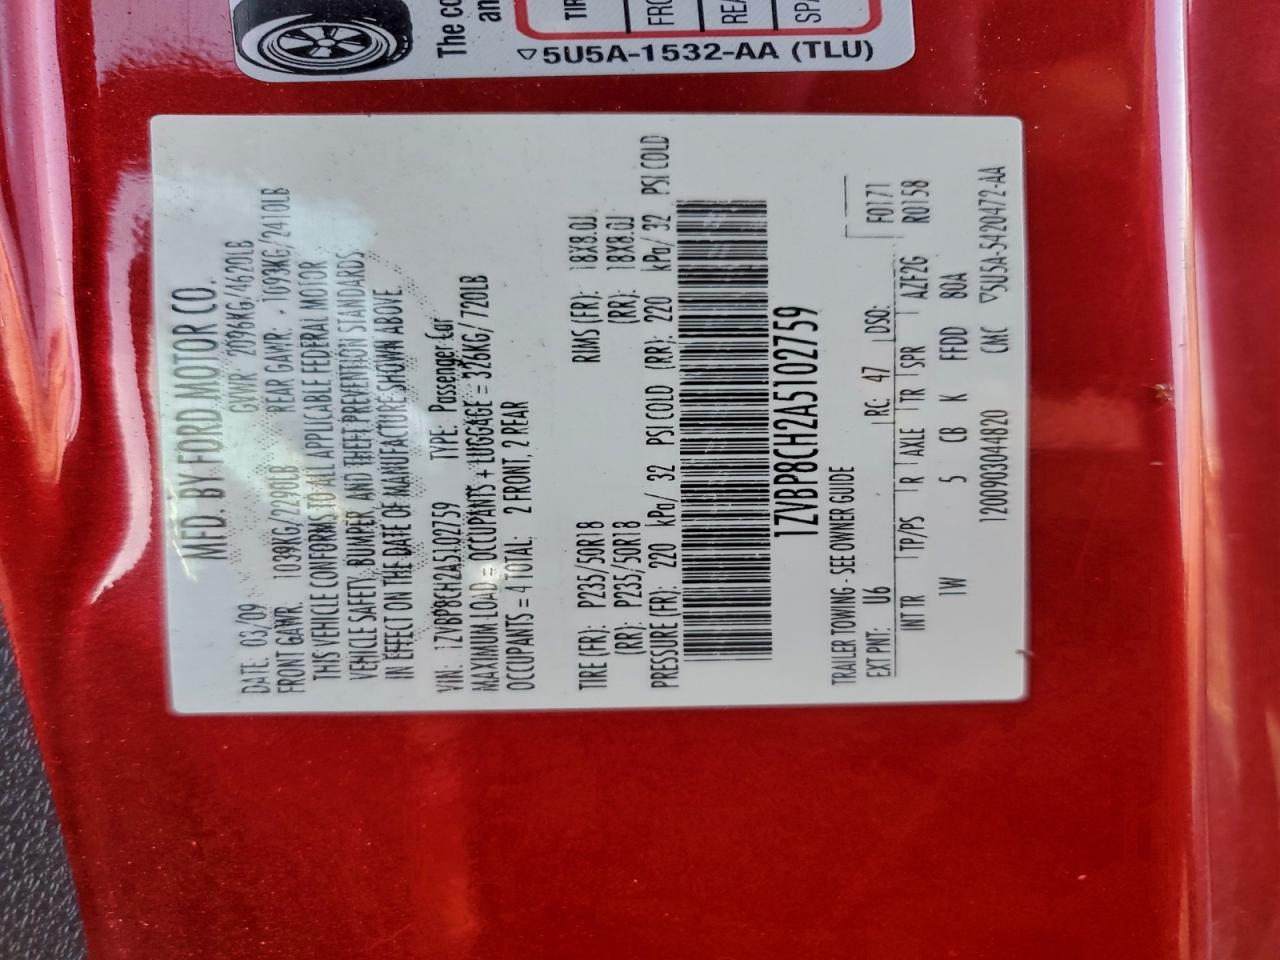 The co
an
TIR
FRO
REA
SPA
5U5A-1532-AA (TLU)
MFD. BY FORD MOTOR CO.
DATE: 03/09 GVWR: 2096KG/4620LB
FRONT GAWR: 1039KG/2290LB REAR GAWR: 1093KG/2410LB
THIS VEHICLE CONFORMS TO ALL APPLICABLE FEDERAL MOTOR
VEHICLE SAFETY, BUMPER, AND THEFT PREVENTION STANDARDS
IN EFFECT ON THE DATE OF MANUFACTURE SHOWN ABOVE.
VIN: 1ZVBP8CH2A5102759 TYPE: Passenger Car
MAXIMUM LOAD = OCCUPANTS + LUGGAGE = 326KG/720LB
OCCUPANTS = 4 TOTAL: 2 FRONT, 2 REAR
TIRE (FR): P235/50R18 RIMS (FR): 18X8.0J
(RR): P235/50R18 (RR): 18X8.0J
PRESSURE (FR): 220 kPa/ 32 PSI COLD (RR): 220 kPa/ 32 PSI COLD
1ZVBP8CH2A5102759
TRAILER TOWING - SEE OWNER GUIDE
EXT PNT: U6 RC: 47 DSO: F0171
INT TR TP/PS R AXLE TR SPR AZF2G R0158
1W 5 CB K FFDD 80A
1200903044820 CMC 5U5A-5420472-AA